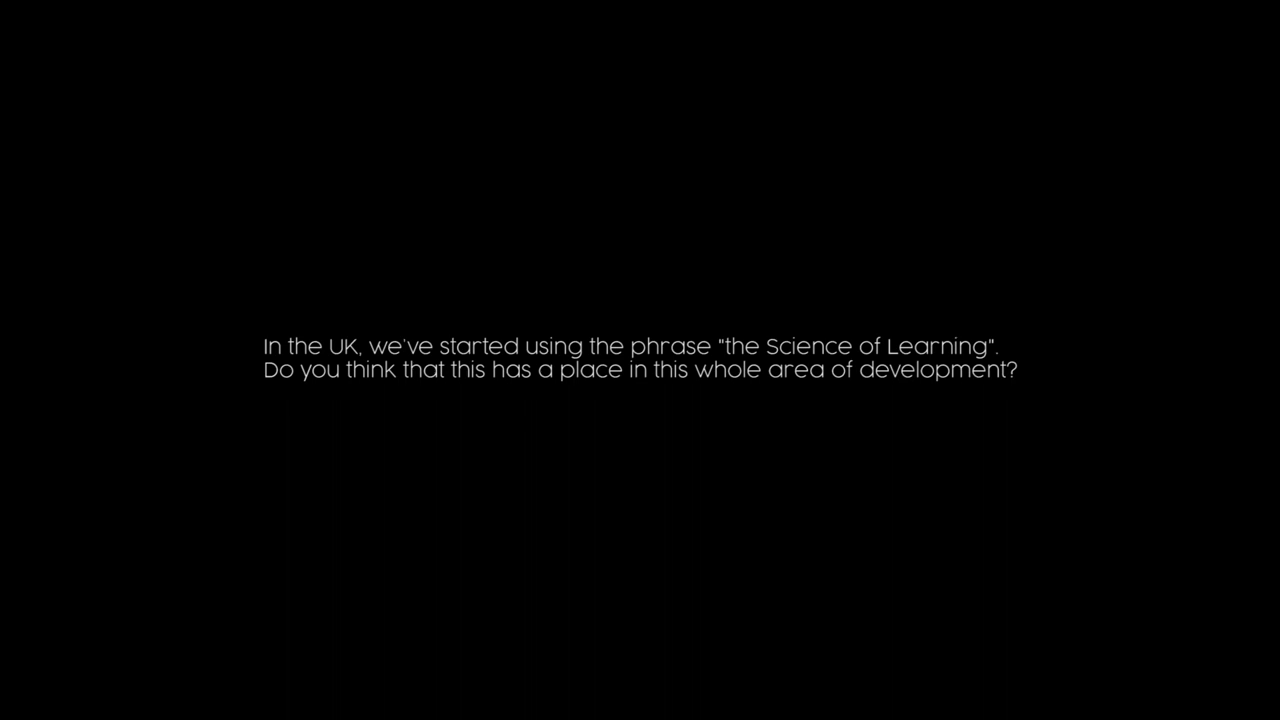 In the UK, we've started using the phrase "the Science of Learning".
Do you think that this has a place in this whole area of development?